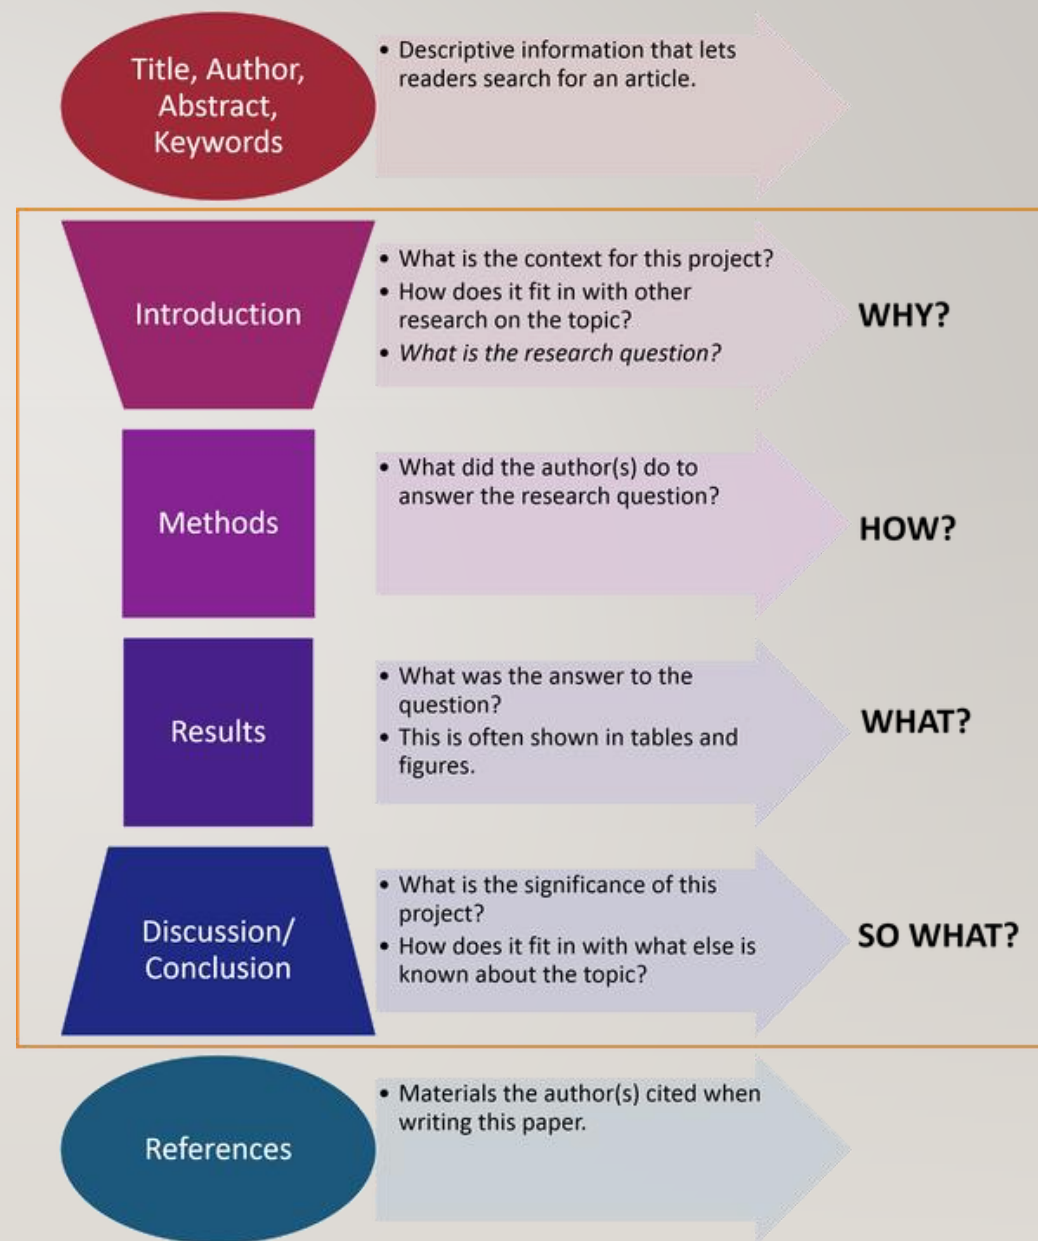 Title, Author,
Abstract,
Keywords
• Descriptive information that lets
readers search for an article.
Introduction
• What is the context for this project?
• How does it fit in with other
research on the topic?
• What is the research question?
WHY?
Methods
• What did the author(s) do to
answer the research question?
HOW?
Results
• What was the answer to the
question?
• This is often shown in tables and
figures.
WHAT?
Discussion/
Conclusion
• What is the significance of this
project?
• How does it fit in with what else is
known about the topic?
SO WHAT?
References
• Materials the author(s) cited when
writing this paper.